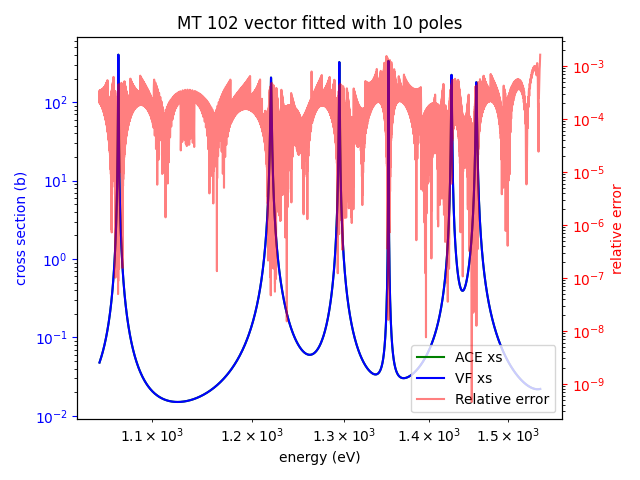 MT 102 vector fitted with 10 poles
10²
10¹
10⁰
10⁻¹
10⁻²
cross section (b)
10⁻³
10⁻⁴
10⁻⁵
10⁻⁶
10⁻⁷
10⁻⁸
10⁻⁹
relative error
ACE xs
VF xs
Relative error
1.1 × 10³ 1.2 × 10³ 1.3 × 10³ 1.4 × 10³ 1.5 × 10³
energy (eV)